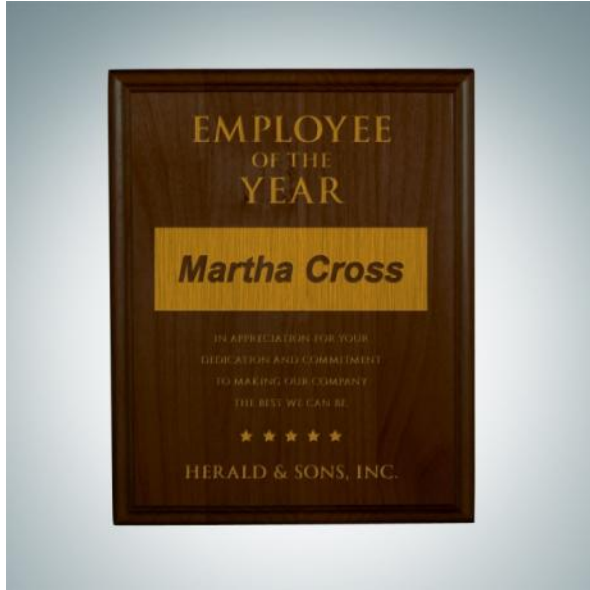 EMPLOYEE
OF THE
YEAR
Martha Cross
IN APPRECIATION FOR YOUR
DEDICATION AND COMMITMENT
TO MAKING OUR COMPANY
THE BEST WE CAN BE.
HERALD & SONS, INC.